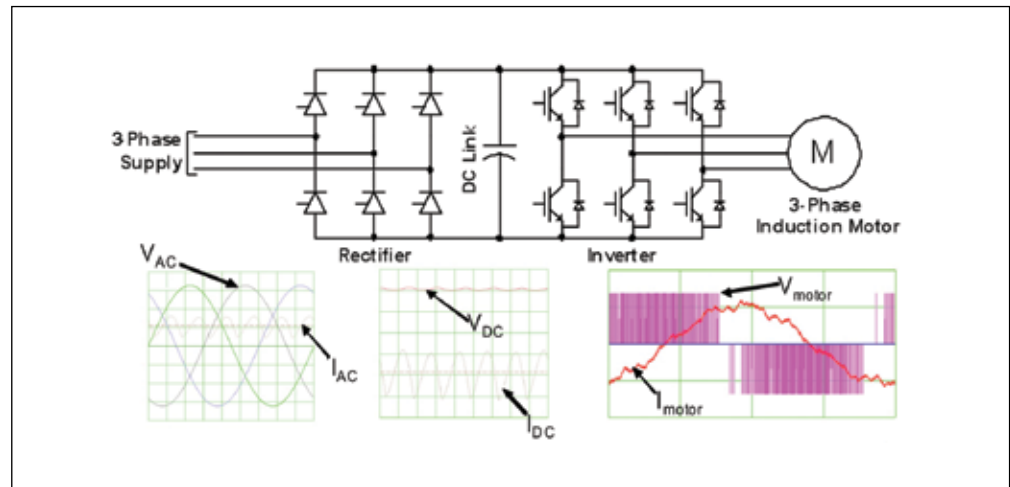 3 Phase
Supply
DC Link
M
3-Phase
Induction Motor
Rectifier
Inverter
VAC
IAC
VDC
IDC
Vmotor
Imotor